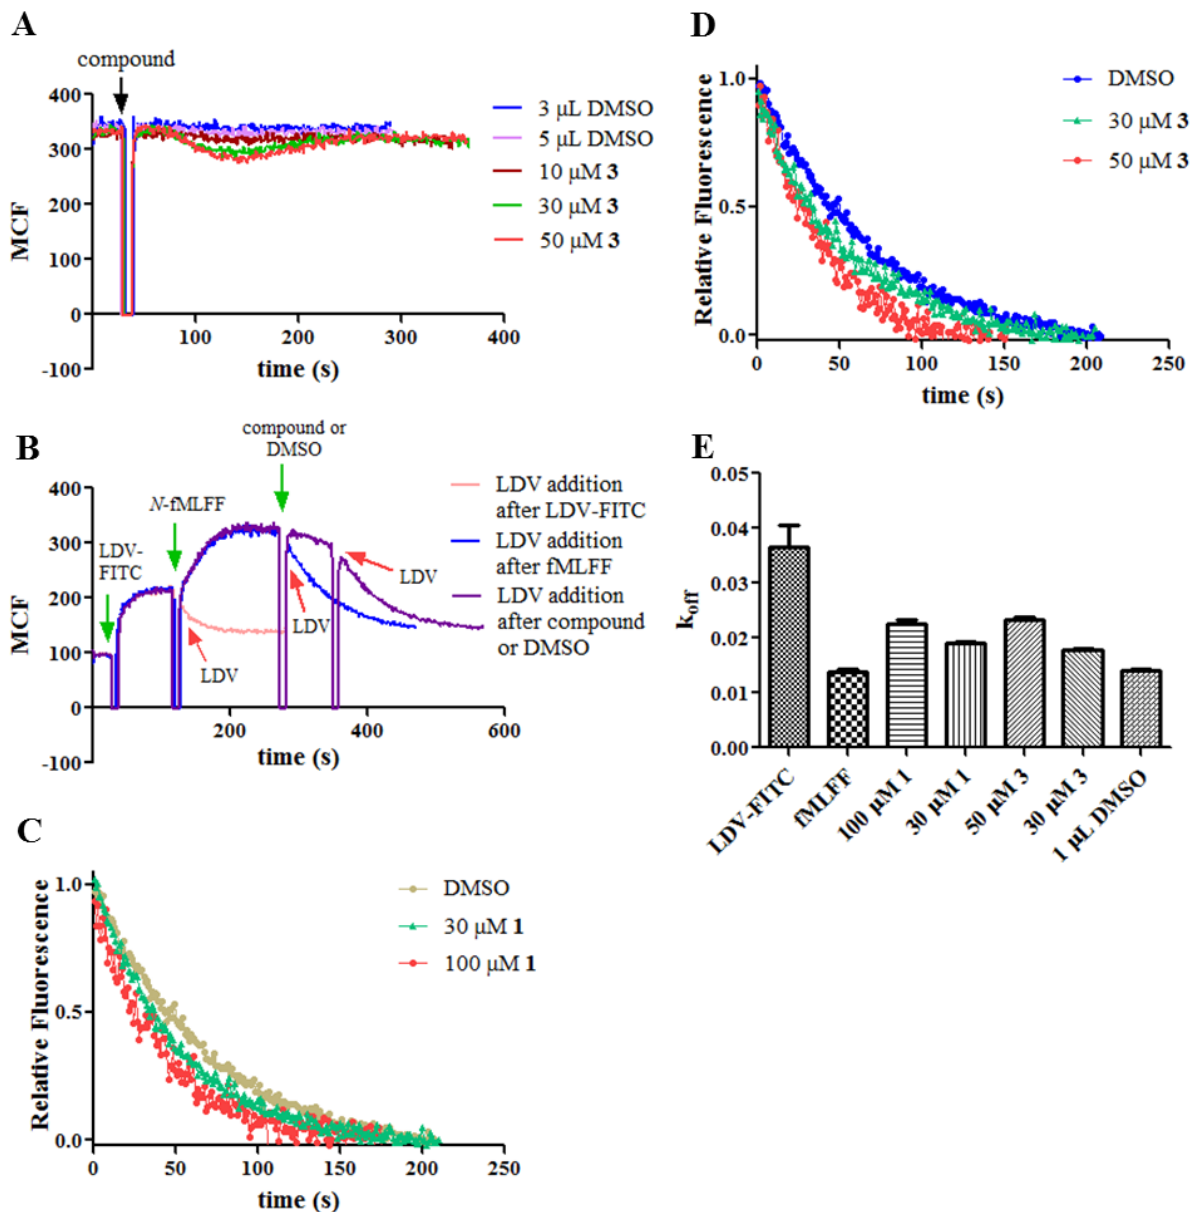 A
compound
400
300
200
100
0
-100
MCF
100
200
300
400
time (s)
3 µL DMSO
5 µL DMSO
10 µM 3
30 µM 3
50 µM 3
B
compound or
DMSO
N-fMLFF
LDV-
FITC
400
300
200
100
0
-100
MCF
LDV
LDV
LDV
200
400
600
time (s)
LDV addition
after LDV-FITC
LDV addition
after fMLFF
LDV addition
after compound
or DMSO
C
1.0
0.5
0.0
Relative Fluorescence
0
50
100
150
200
250
time (s)
DMSO
30 µM 1
100 µM 1
D
1.0
0.5
0.0
Relative Fluorescence
0
50
100
150
200
250
time (s)
DMSO
30 µM 3
50 µM 3
E
0.05
0.04
0.03
0.02
0.01
0.00
koff
LDV-FITC
fMLFF
100 µM 1
30 µM 1
50 µM 3
30 µM 3
1 µL DMSO